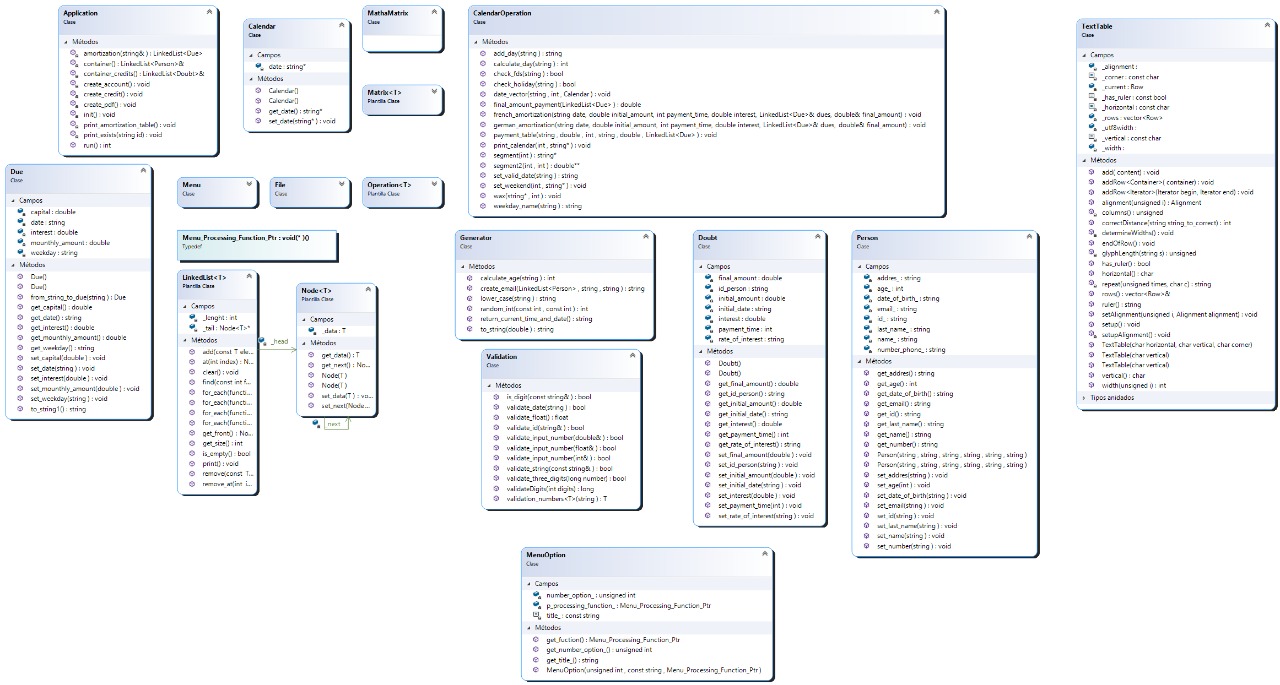 Application
Clase
Métodos
amortization(string& ) : LinkedList<Due>
container() : LinkedList<Person>&
container_credits() : LinkedList<Doubt>&
create_account() : void
create_credit() : void
create_pdf() : void
init() : void
print_amortization_table() : void
print_exists(string id) : void
run() : int
Calendar
Clase
Campos
date : string*
Métodos
Calendar()
Calendar()
get_date() : string*
set_date(string* ) : void
MathaMatrix
Clase
Matrix<T>
Plantilla Clase
CalendarOperation
Clase
Métodos
add_day(string ) : string
calculate_day(string ) : int
check_fds(string ) : bool
check_holiday(string ) : bool
date_vector(string , int , Calendar ) : void
final_amount_payment(LinkedList<Due> ) : double
french_amortization(string date, double initial_amount, int payment_time, double interest, LinkedList<Due>& dues, double& final_amount) : void
german_amortization(string date, double initial_amount, int payment_time, double interest, LinkedList<Due>& dues, double& final_amount) : void
payment_table(string , double , int , string , double , LinkedList<Due> ) : void
print_calendar(int , string* ) : void
segment(int ) : string*
segment2(int , int ) : double**
set_valid_date(string ) : string
set_weekend(int , string* ) : void
wax(string* , int ) : void
weekday_name(string ) : string
TextTable
Clase
Campos
_alignment :
_corner : const char
_current : Row
_has_ruler : const bool
_horizontal : const char
_rows : vector<Row>
_utf8width :
_vertical : const char
_width :
Métodos
add( content) : void
addRow<Container>( container) : void
addRow<Iterator>(Iterator begin, Iterator end) : void
alignment(unsigned i) : Alignment
columns() : unsigned
correctDistance(string string_to_correct) : int
determineWidths() : void
endOfRow() : void
glyphLength(string s) : unsigned
has_ruler() : bool
horizontal() : char
repeat(unsigned times, char c) : string
rows() : vector<Row>&
ruler() : string
setAlignment(unsigned i, Alignment alignment) : void
setup() : void
setupAlignment() : void
TextTable(char horizontal, char vertical, char corner)
TextTable(char vertical)
TextTable(char vertical)
vertical() : char
width(unsigned i) : int
Tipos anidados
Due
Clase
Campos
capital : double
date : string
interest : double
mounthly_amount : double
weekday : string
Métodos
Due()
Due()
from_string_to_due(string ) : Due
get_capital() : double
get_date() : string
get_interest() : double
get_mounthly_amount() : double
get_weekday() : string
set_capital(double ) : void
set_date(string ) : void
set_interest(double ) : void
set_mounthly_amount(double ) : void
set_weekday(string ) : void
to_string1() : string
Menu
Clase
File
Clase
Operation<T>
Plantilla Clase
Menu_Processing_Function_Ptr : void(* )()
Typedef
LinkedList<T>
Plantilla Clase
Campos
_lenght : int
_tail : Node<T>*
Métodos
add(const T ele...
at(int index) : N...
clear() : void
find(const int f...
for_each(functi...
for_each(functi...
for_each(functi...
for_each(functi...
get_front() : No...
get_size() : int
is_empty() : bool
print() : void
remove(const T...
remove_at(int i...
_head
Node<T>
Plantilla Clase
Campos
_data : T
Métodos
get_data() : T
get_next() : No...
Node(T )
Node(T )
set_data(T ) : vo...
set_next(Node...
next
Generator
Clase
Métodos
calculate_age(string ) : int
create_email(LinkedList<Person> , string , string ) : string
lower_case(string ) : string
random_int(const int , const int ) : int
return_current_time_and_date() : string
to_string(double ) : string
Validation
Clase
Métodos
is_digit(const string& ) : bool
validate_date(string ) : bool
validate_float() : float
validate_id(string& ) : bool
validate_input_number(double& ) : bool
validate_input_number(float& ) : bool
validate_input_number(int& ) : bool
validate_string(const string& ) : bool
validate_three_digits(long number) : bool
validateDigits(int digits) : long
validation_numbers<T>(string ) : T
Doubt
Clase
Campos
final_amount : double
id_person : string
initial_amount : double
initial_date : string
interest : double
payment_time : int
rate_of_interest : string
Métodos
Doubt()
Doubt()
get_final_amount() : double
get_id_person() : string
get_initial_amount() : double
get_initial_date() : string
get_interest() : double
get_payment_time() : int
get_rate_of_interest() : string
set_final_amount(double ) : void
set_id_person(string ) : void
set_initial_amount(double ) : void
set_initial_date(string ) : void
set_interest(double ) : void
set_payment_time(int ) : void
set_rate_of_interest(string ) : void
Person
Clase
Campos
addres_ : string
age_ : int
date_of_birth_ : string
email_ : string
id_ : string
last_name_ : string
name_ : string
number_phone_ : string
Métodos
get_addres() : string
get_age() : int
get_date_of_birth() : string
get_email() : string
get_id() : string
get_last_name() : string
get_name() : string
get_number() : string
Person(string , string , string , string , string , string )
Person(string , string , string , string , string , string )
set_addres(string ) : void
set_age(int ) : void
set_date_of_birth(string ) : void
set_email(string ) : void
set_id(string ) : void
set_last_name(string ) : void
set_name(string ) : void
set_number(string ) : void
MenuOption
Clase
Campos
number_option_ : unsigned int
p_processing_function_ : Menu_Processing_Function_Ptr
title_ : const string
Métodos
get_fuction() : Menu_Processing_Function_Ptr
get_number_option_() : unsigned int
get_title_() : string
MenuOption(unsigned int , const string , Menu_Processing_Function_Ptr )